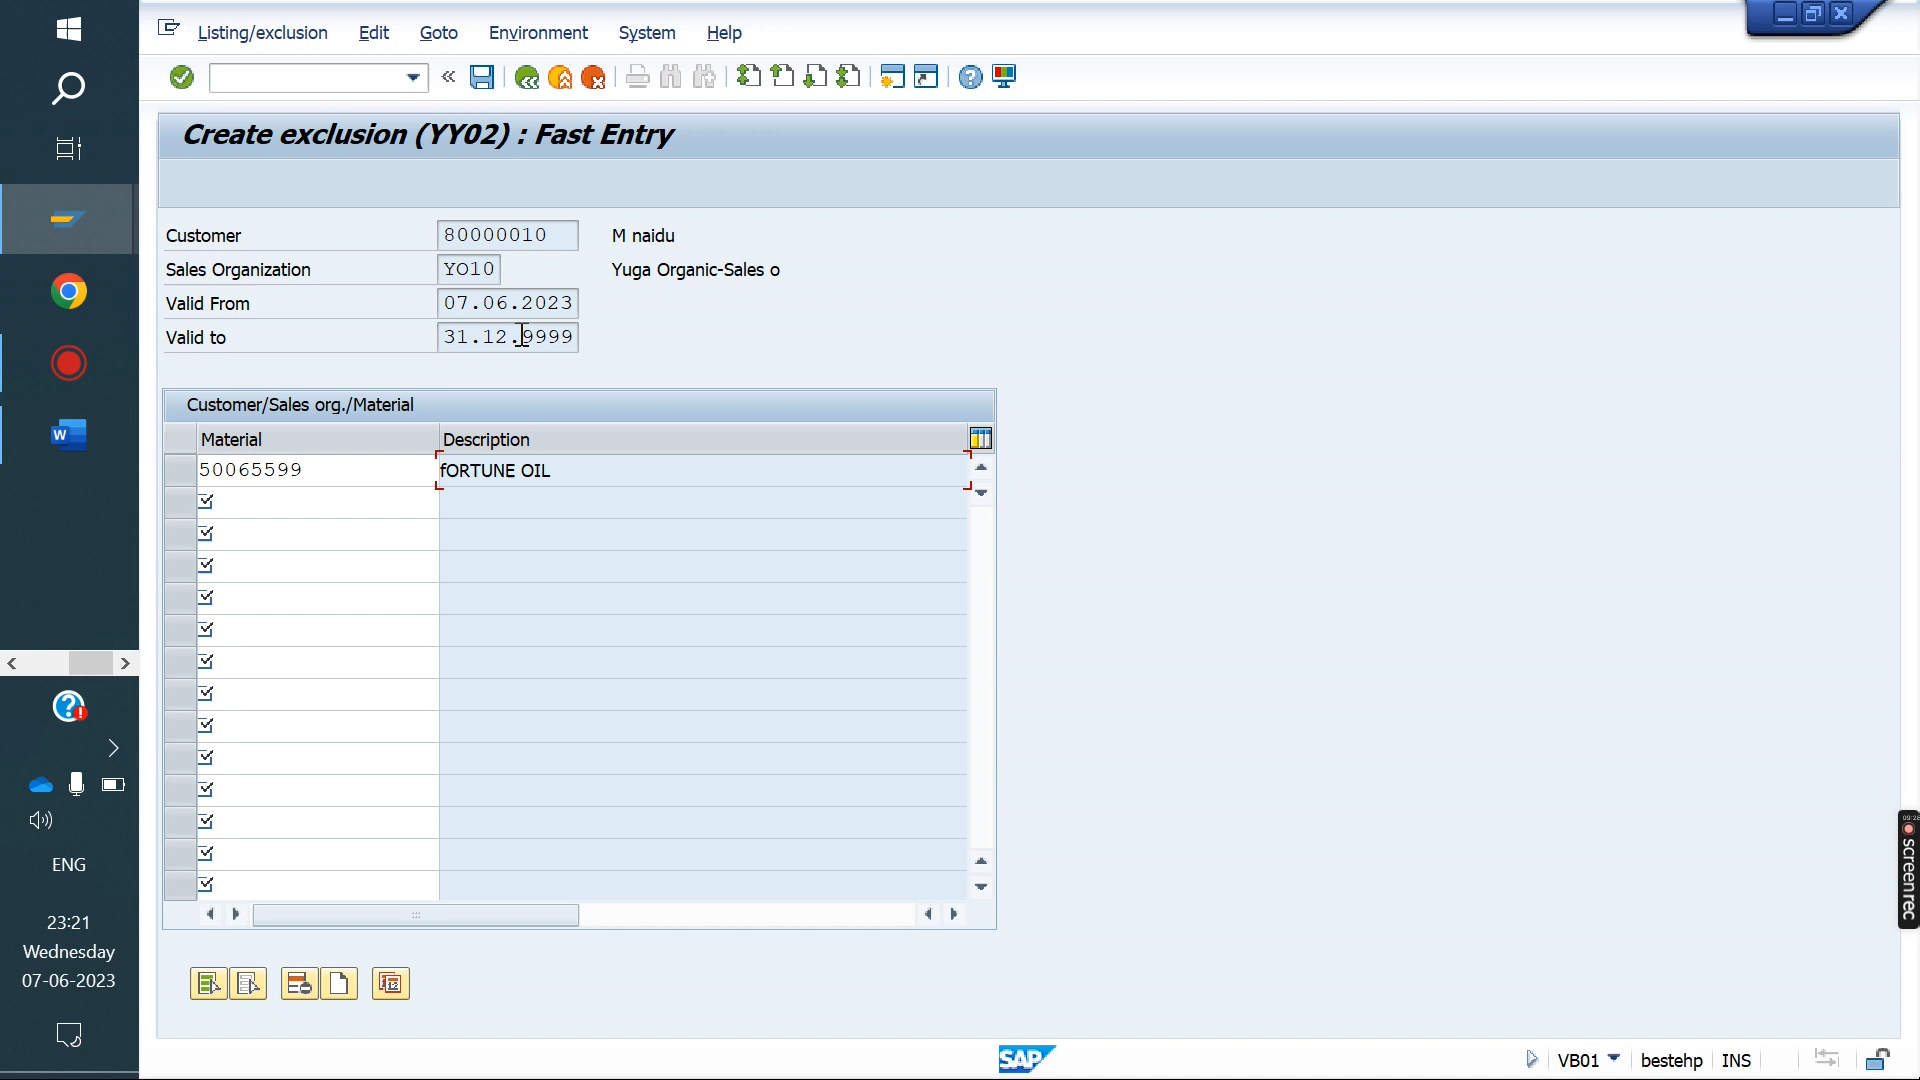 Listing/exclusion Edit Goto Environment System Help
Create exclusion (YY02) : Fast Entry
Customer 80000010 M naidu
Sales Organization YO10 Yuga Organic-Sales o
Valid From 07.06.2023
Valid to 31.12.9999
Customer/Sales org./Material
Material Description
50065599 fORTUNE OIL
ENG
23:21
Wednesday
07-06-2023
SAP
VB01 bestehp INS
09:28
screenrec